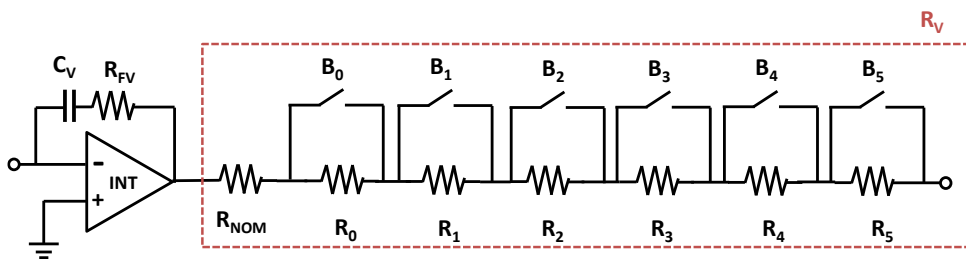 R_V
B_0 B_1 B_2 B_3 B_4 B_5
C_V R_FV
- INT +
R_NOM R_0 R_1 R_2 R_3 R_4 R_5